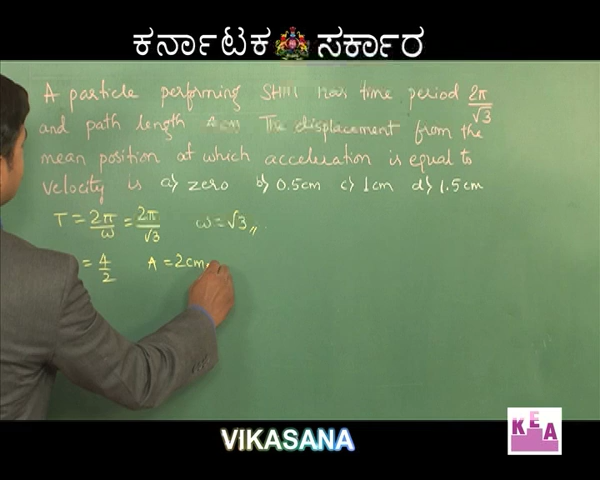 ಕರ್ನಾಟಕ ಸರ್ಕಾರ
A particle performing SHM has time period 2π/√3
and path length 4cm The displacement from the
mean position at which acceleration is equal to
velocity is a) zero b) 0.5cm c) 1cm d) 1.5cm
T = 2π/ω = 2π/√3 ω = √3
= 4/2 A = 2cm
VIKASANA
KEA